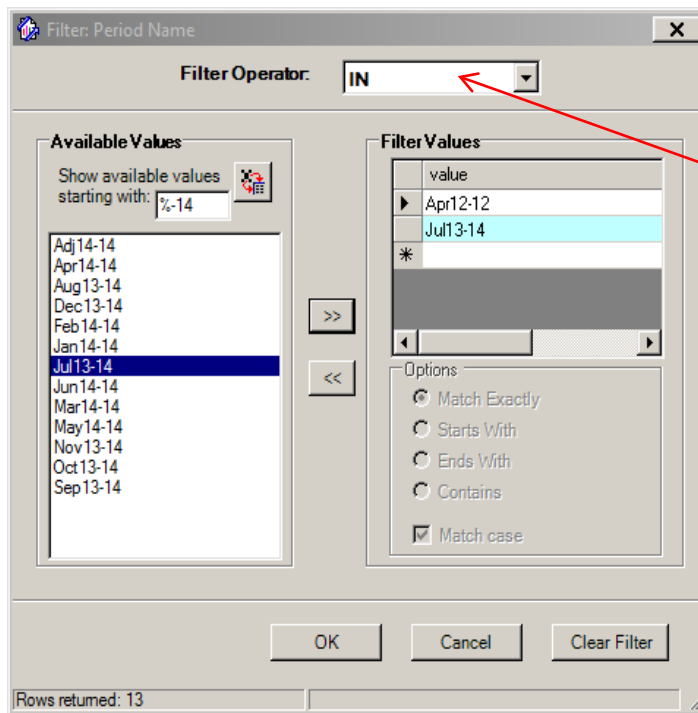 Filter: Period Name
Filter Operator: IN
Available Values
Show available values
starting with: %-14
Adj14-14
Apr14-14
Aug13-14
Dec13-14
Feb14-14
Jan14-14
Jul13-14
Jun14-14
Mar14-14
May14-14
Nov13-14
Oct13-14
Sep13-14
>>
<<
Filter Values
value
Apr12-12
Jul13-14
Options
Match Exactly
Starts With
Ends With
Contains
Match case
OK
Cancel
Clear Filter
Rows returned: 13